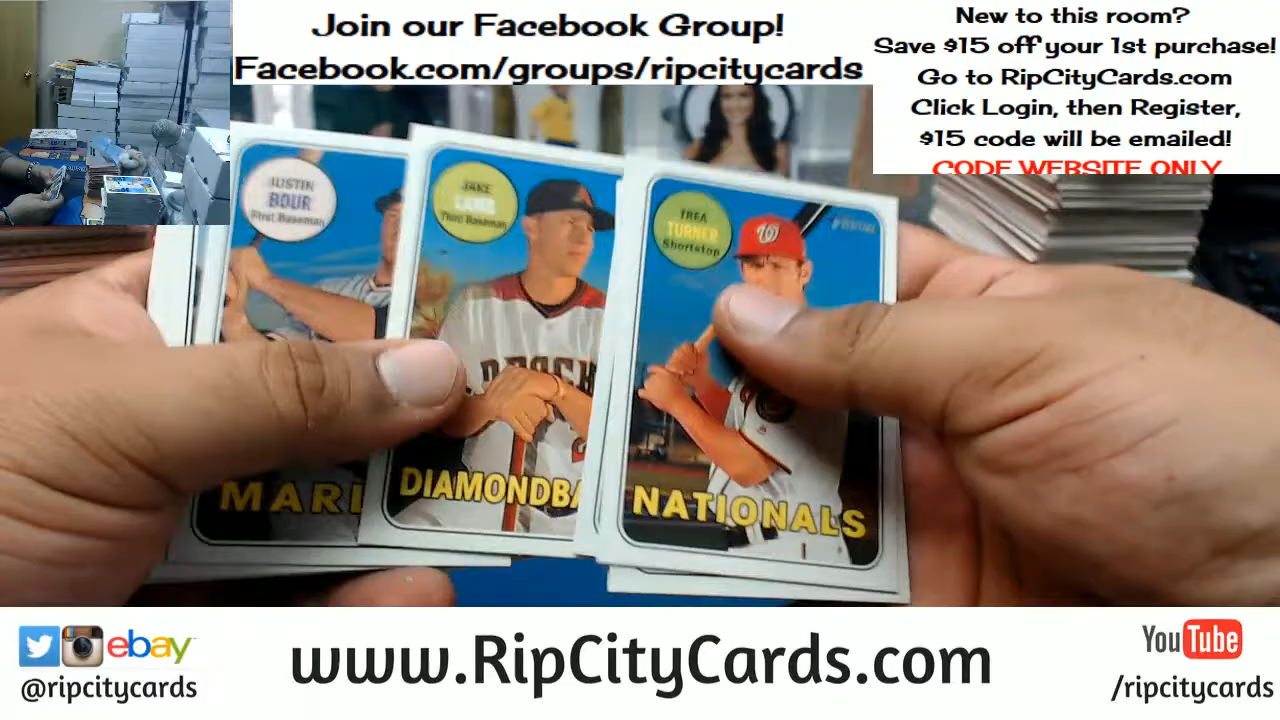 Join our Facebook Group!
Facebook.com/groups/ripcitycards
New to this room?
Save $15 off your 1st purchase!
Go to RipCityCards.com
Click Login, then Register,
$15 code will be emailed!
CODE WEBSITE ONLY
JUSTIN
BOUR
First Baseman
MARL
JAKE
LAMB
Third Baseman
DIAMONDBA
TREA
TURNER
Shortstop
NATIONALS
ebay
@ripcitycards
www.RipCityCards.com
YouTube
/ripcitycards